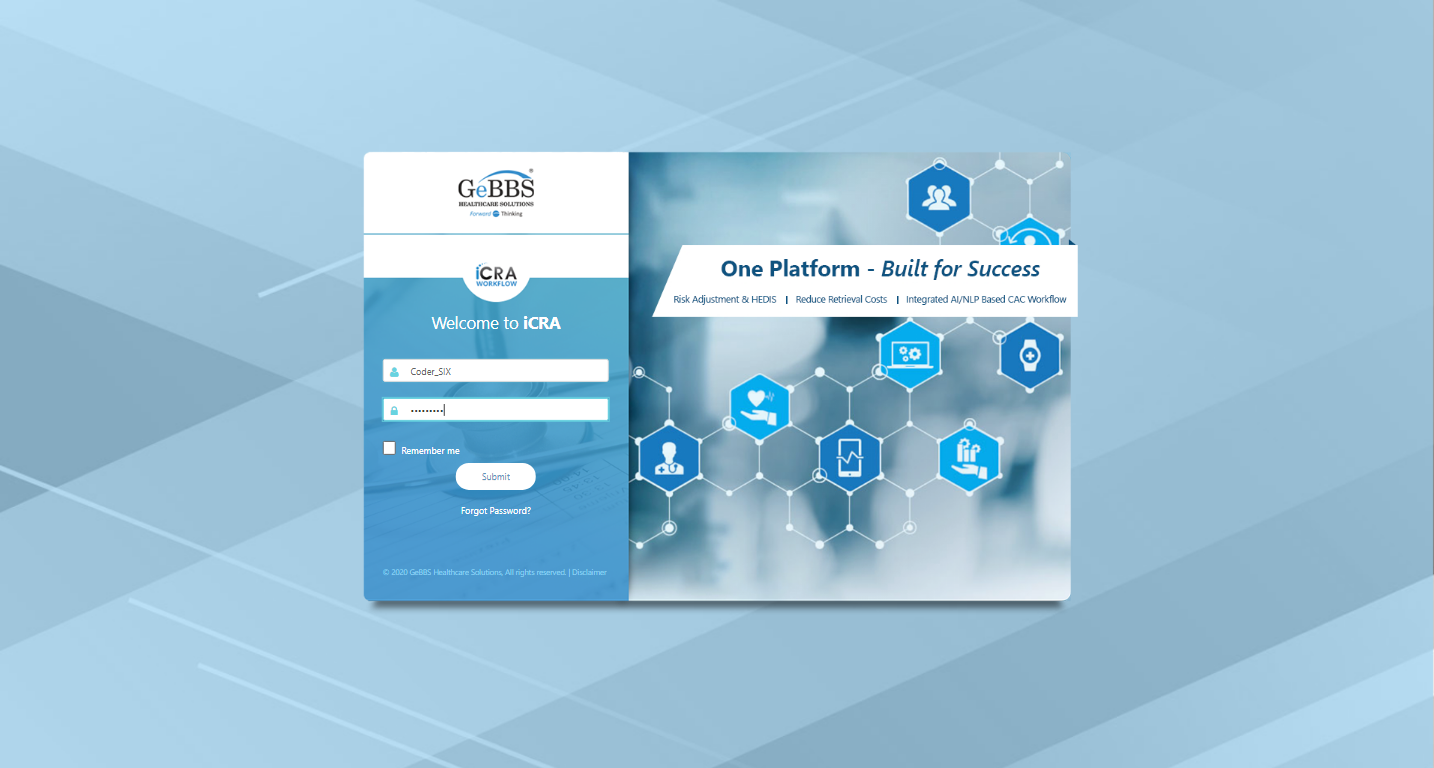 GeBBS®
HEALTHCARE SOLUTIONS
Forward Thinking
iCRA
WORKFLOW
Welcome to iCRA
Coder_SIX
•••••••••
Remember me
Submit
Forgot Password?
© 2020 GeBBS Healthcare Solutions, All rights reserved. | Disclaimer
One Platform - Built for Success
Risk Adjustment & HEDIS | Reduce Retrieval Costs | Integrated AI/NLP Based CAC Workflow